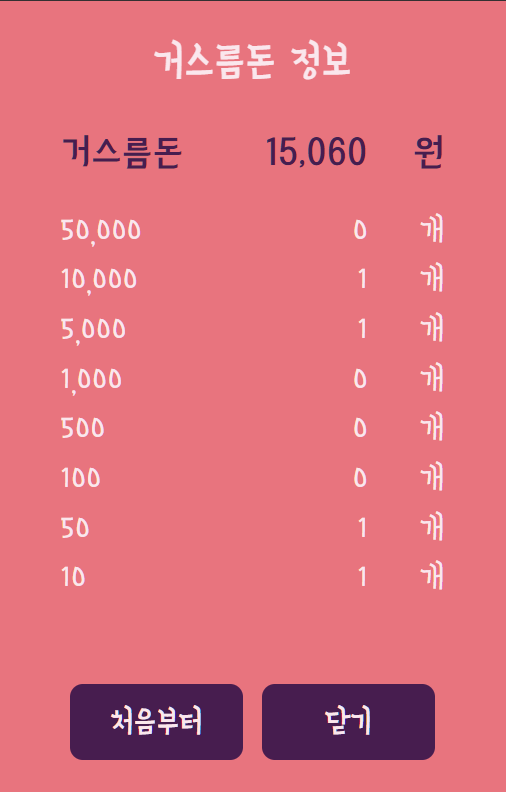 거스름돈 정보
거스름돈 15,060 원
50,000 0 개
10,000 1 개
5,000 1 개
1,000 0 개
500 0 개
100 0 개
50 1 개
10 1 개
처음부터 닫기